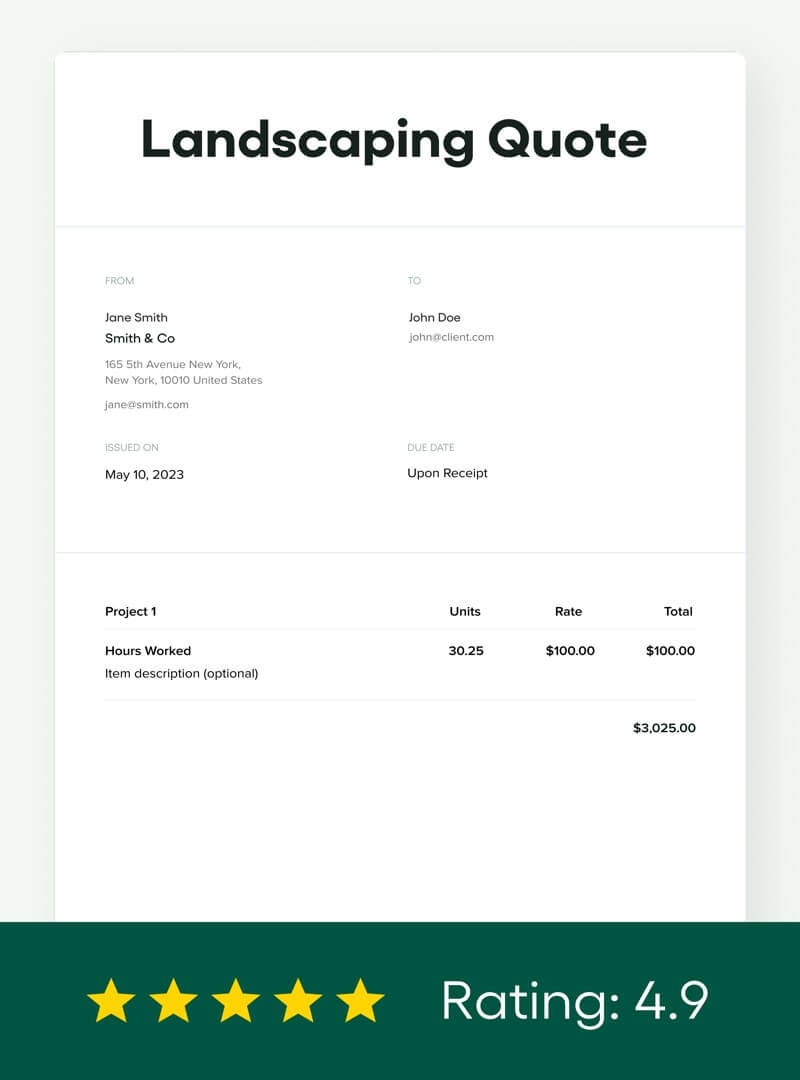 Landscaping Quote
FROM
TO
Jane Smith
John Doe
Smith & Co
john@client.com
165 5th Avenue New York,
New York, 10010 United States
jane@smith.com
ISSUED ON
DUE DATE
May 10, 2023
Upon Receipt
Project 1 Units Rate Total
Hours Worked 30.25 $100.00 $100.00
Item description (optional)
$3,025.00
Rating: 4.9